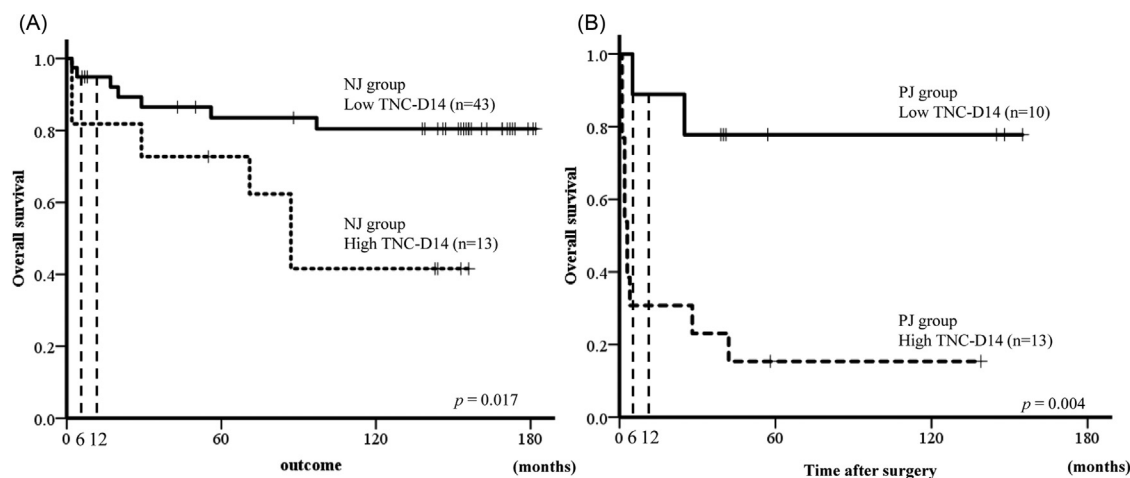 (A)
Overall survival
1.0
0.8
0.6
0.4
0.2
0.0
NJ group
Low TNC-D14 (n=43)
NJ group
High TNC-D14 (n=13)
p = 0.017
0 6 12 60 120 180
outcome (months)
(B)
Overall survival
1.0
0.8
0.6
0.4
0.2
0.0
PJ group
Low TNC-D14 (n=10)
PJ group
High TNC-D14 (n=13)
p = 0.004
0 6 12 60 120 180
Time after surgery (months)